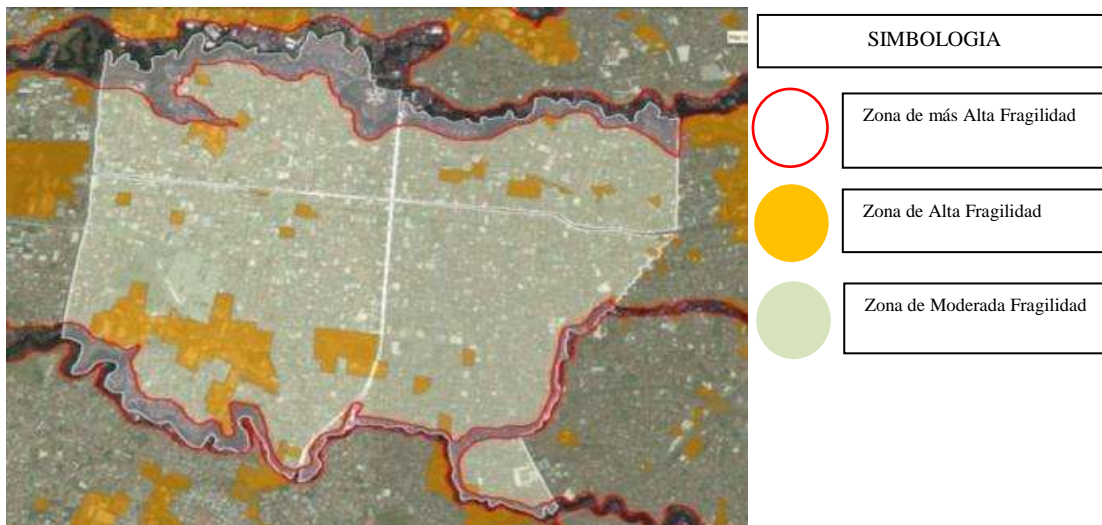 SIMBOLOGIA
Zona de más Alta Fragilidad
Zona de Alta Fragilidad
Zona de Moderada Fragilidad